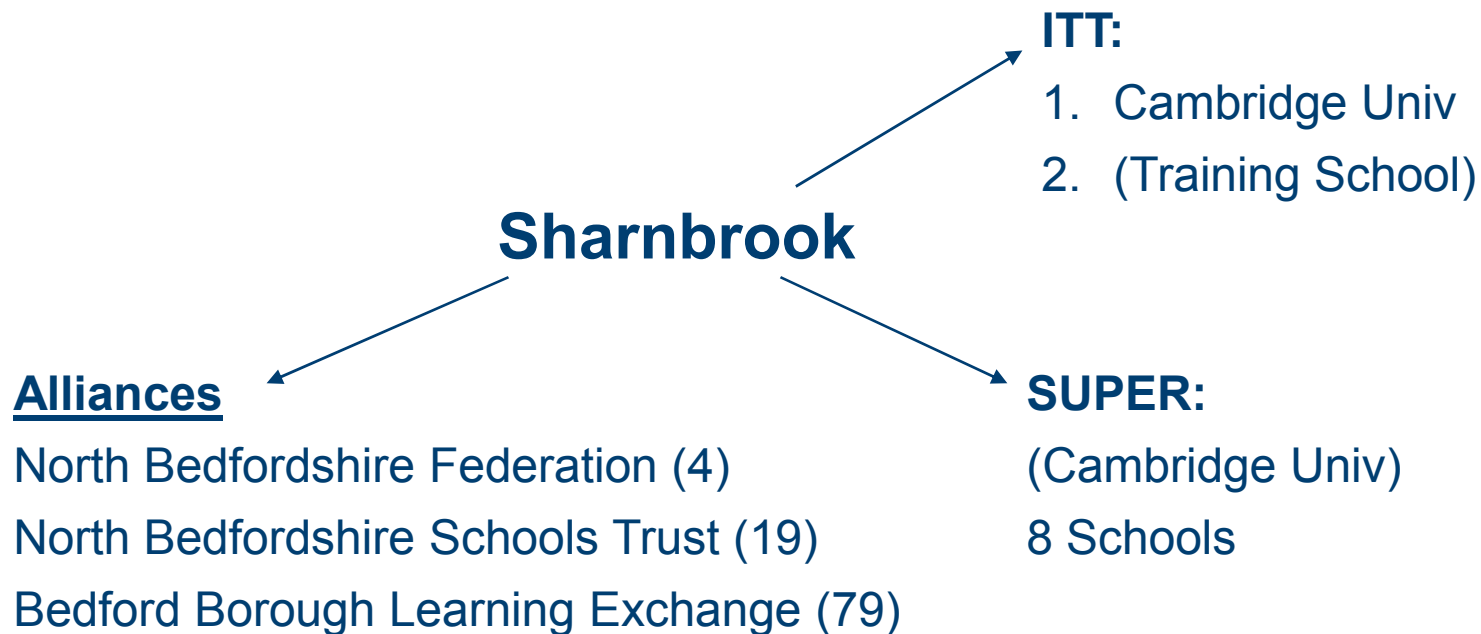 ITT:
1. Cambridge Univ
2. (Training School)
Sharnbrook
Alliances
North Bedfordshire Federation (4)
North Bedfordshire Schools Trust (19)
Bedford Borough Learning Exchange (79)
SUPER:
(Cambridge Univ)
8 Schools